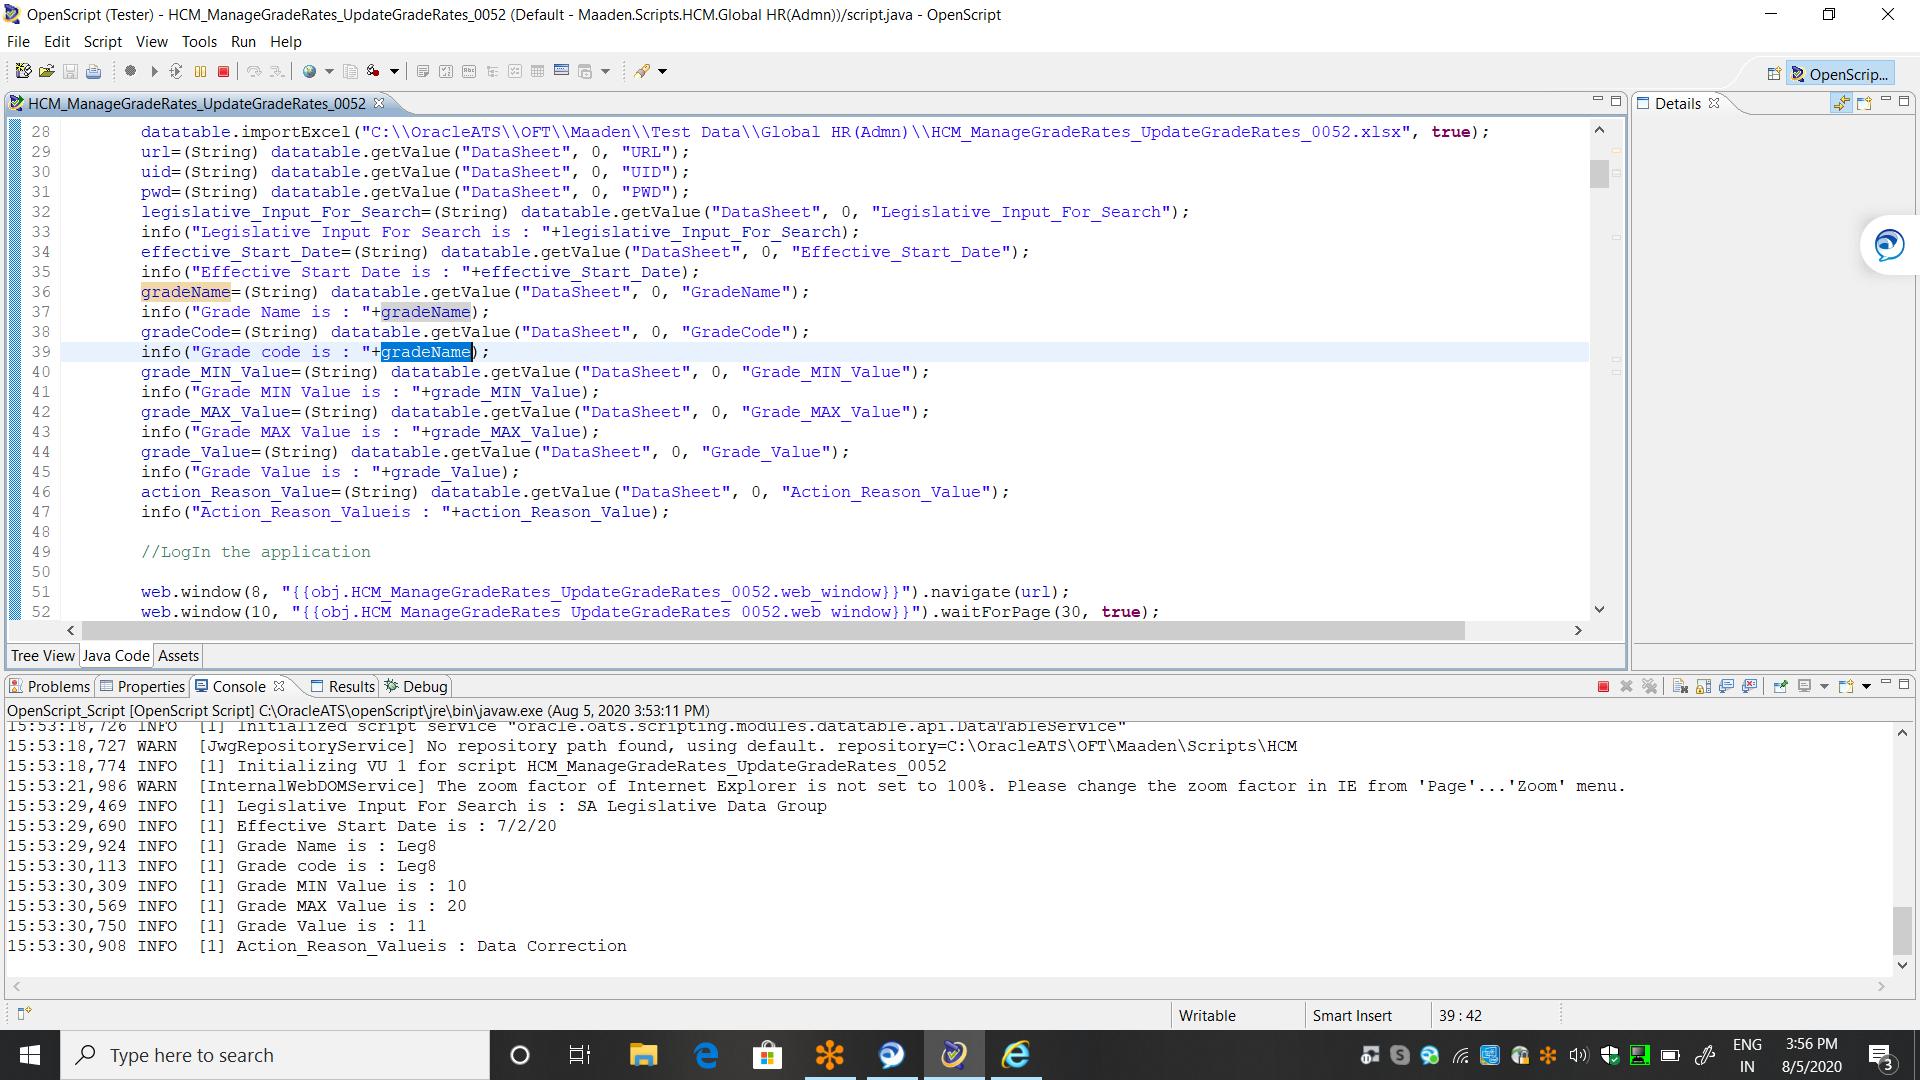 OpenScript (Tester) - HCM_ManageGradeRates_UpdateGradeRates_0052 (Default - Maaden.Scripts.HCM.Global HR(Admn))/script.java - OpenScript
File Edit Script View Tools Run Help
OpenScrip...
HCM_ManageGradeRates_UpdateGradeRates_0052
Details
28 datatable.importExcel("C:\\OracleATS\\OFT\\Maaden\\Test Data\\Global HR(Admn)\\HCM_ManageGradeRates_UpdateGradeRates_0052.xlsx", true);
29 url=(String) datatable.getValue("DataSheet", 0, "URL");
30 uid=(String) datatable.getValue("DataSheet", 0, "UID");
31 pwd=(String) datatable.getValue("DataSheet", 0, "PWD");
32 legislative_Input_For_Search=(String) datatable.getValue("DataSheet", 0, "Legislative_Input_For_Search");
33 info("Legislative Input For Search is : "+legislative_Input_For_Search);
34 effective_Start_Date=(String) datatable.getValue("DataSheet", 0, "Effective_Start_Date");
35 info("Effective Start Date is : "+effective_Start_Date);
36 gradeName=(String) datatable.getValue("DataSheet", 0, "GradeName");
37 info("Grade Name is : "+gradeName);
38 gradeCode=(String) datatable.getValue("DataSheet", 0, "GradeCode");
39 info("Grade code is : "+gradeName);
40 grade_MIN_Value=(String) datatable.getValue("DataSheet", 0, "Grade_MIN_Value");
41 info("Grade MIN Value is : "+grade_MIN_Value);
42 grade_MAX_Value=(String) datatable.getValue("DataSheet", 0, "Grade_MAX_Value");
43 info("Grade MAX Value is : "+grade_MAX_Value);
44 grade_Value=(String) datatable.getValue("DataSheet", 0, "Grade_Value");
45 info("Grade Value is : "+grade_Value);
46 action_Reason_Value=(String) datatable.getValue("DataSheet", 0, "Action_Reason_Value");
47 info("Action_Reason_Valueis : "+action_Reason_Value);
48
49 //LogIn the application
50
51 web.window(8, "{{obj.HCM_ManageGradeRates_UpdateGradeRates_0052.web_window}}").navigate(url);
52 web.window(10, "{{obj.HCM_ManageGradeRates_UpdateGradeRates_0052.web_window}}").waitForPage(30, true);
Tree View Java Code Assets
Problems Properties Console Results Debug
OpenScript_Script [OpenScript Script] C:\OracleATS\openScript\jre\bin\javaw.exe (Aug 5, 2020 3:53:11 PM)
15:53:18,726 INFO [1] Initialized script service "oracle.oats.scripting.modules.datatable.api.DataTableService"
15:53:18,727 WARN [JwgRepositoryService] No repository path found, using default. repository=C:\OracleATS\OFT\Maaden\Scripts\HCM
15:53:18,774 INFO [1] Initializing VU 1 for script HCM_ManageGradeRates_UpdateGradeRates_0052
15:53:21,986 WARN [InternalWebDOMService] The zoom factor of Internet Explorer is not set to 100%. Please change the zoom factor in IE from 'Page'...'Zoom' menu.
15:53:29,469 INFO [1] Legislative Input For Search is : SA Legislative Data Group
15:53:29,690 INFO [1] Effective Start Date is : 7/2/20
15:53:29,924 INFO [1] Grade Name is : Leg8
15:53:30,113 INFO [1] Grade code is : Leg8
15:53:30,309 INFO [1] Grade MIN Value is : 10
15:53:30,569 INFO [1] Grade MAX Value is : 20
15:53:30,750 INFO [1] Grade Value is : 11
15:53:30,908 INFO [1] Action_Reason_Valueis : Data Correction
Writable Smart Insert 39 : 42
Type here to search
ENG
IN
3:56 PM
8/5/2020
3